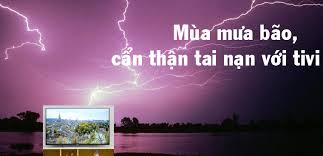 Mùa mưa bão,
cẩn thận tai nạn với tivi